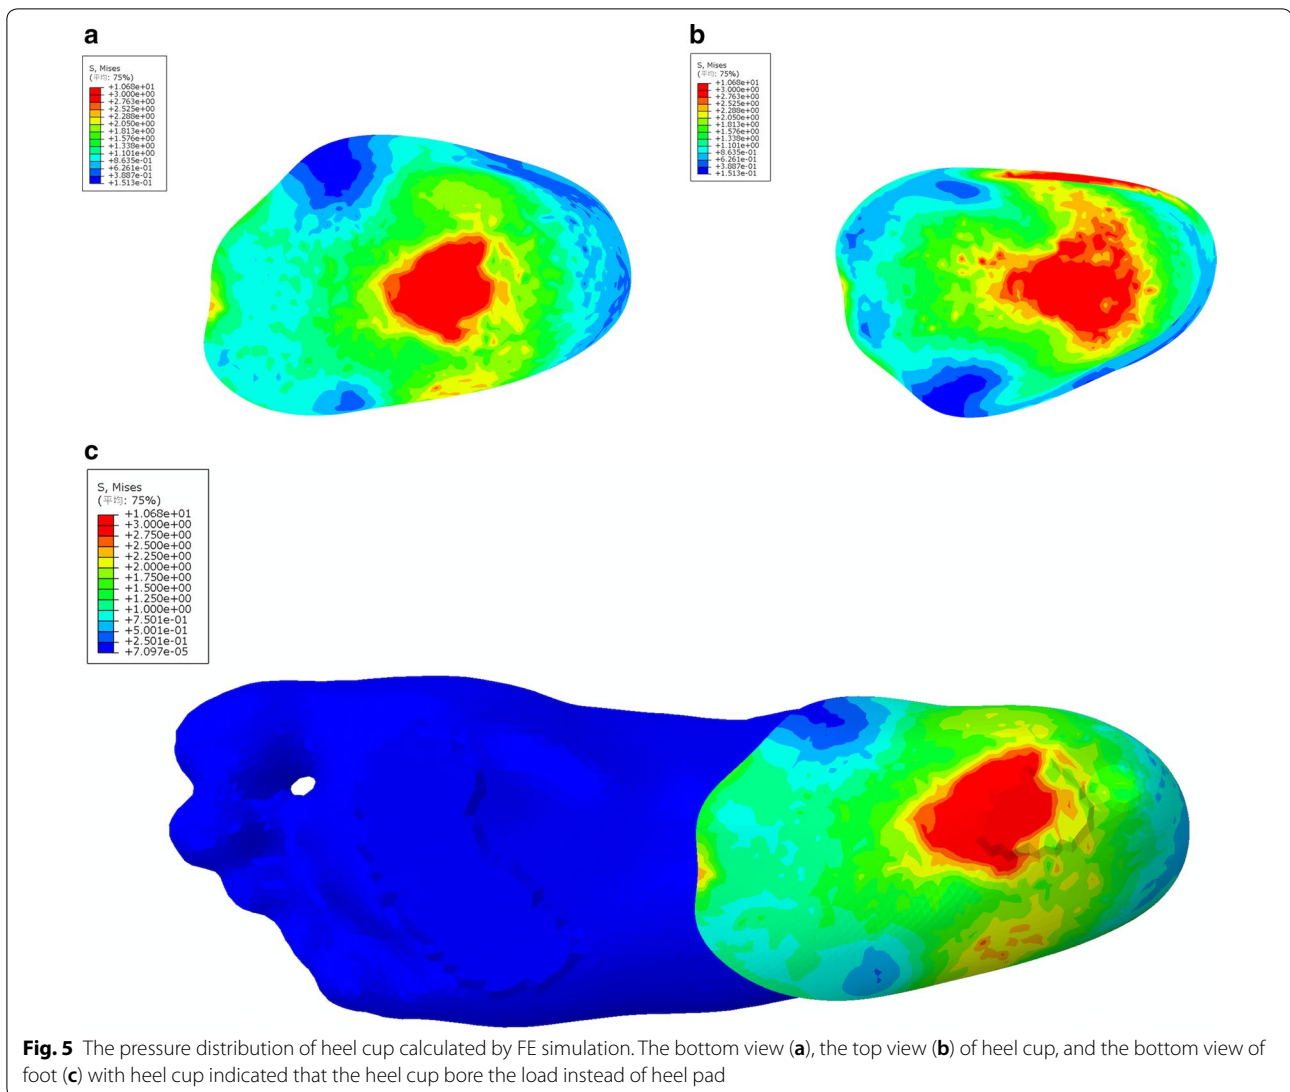 a
S, Mises
(平均: 75%)
+1.068e+01
+3.000e+00
+2.763e+00
+2.525e+00
+2.288e+00
+2.050e+00
+1.813e+00
+1.576e+00
+1.338e+00
+1.101e+00
+8.635e-01
+6.261e-01
+3.887e-01
+1.513e-01
b
S, Mises
(平均: 75%)
+1.068e+01
+3.000e+00
+2.763e+00
+2.525e+00
+2.288e+00
+2.050e+00
+1.813e+00
+1.576e+00
+1.338e+00
+1.101e+00
+8.635e-01
+6.261e-01
+3.887e-01
+1.513e-01
c
S, Mises
(平均: 75%)
+1.068e+01
+3.000e+00
+2.750e+00
+2.500e+00
+2.250e+00
+2.000e+00
+1.750e+00
+1.500e+00
+1.250e+00
+1.000e+00
+7.501e-01
+5.001e-01
+2.501e-01
+7.097e-05
Fig. 5 The pressure distribution of heel cup calculated by FE simulation. The bottom view (a), the top view (b) of heel cup, and the bottom view of
foot (c) with heel cup indicated that the heel cup bore the load instead of heel pad